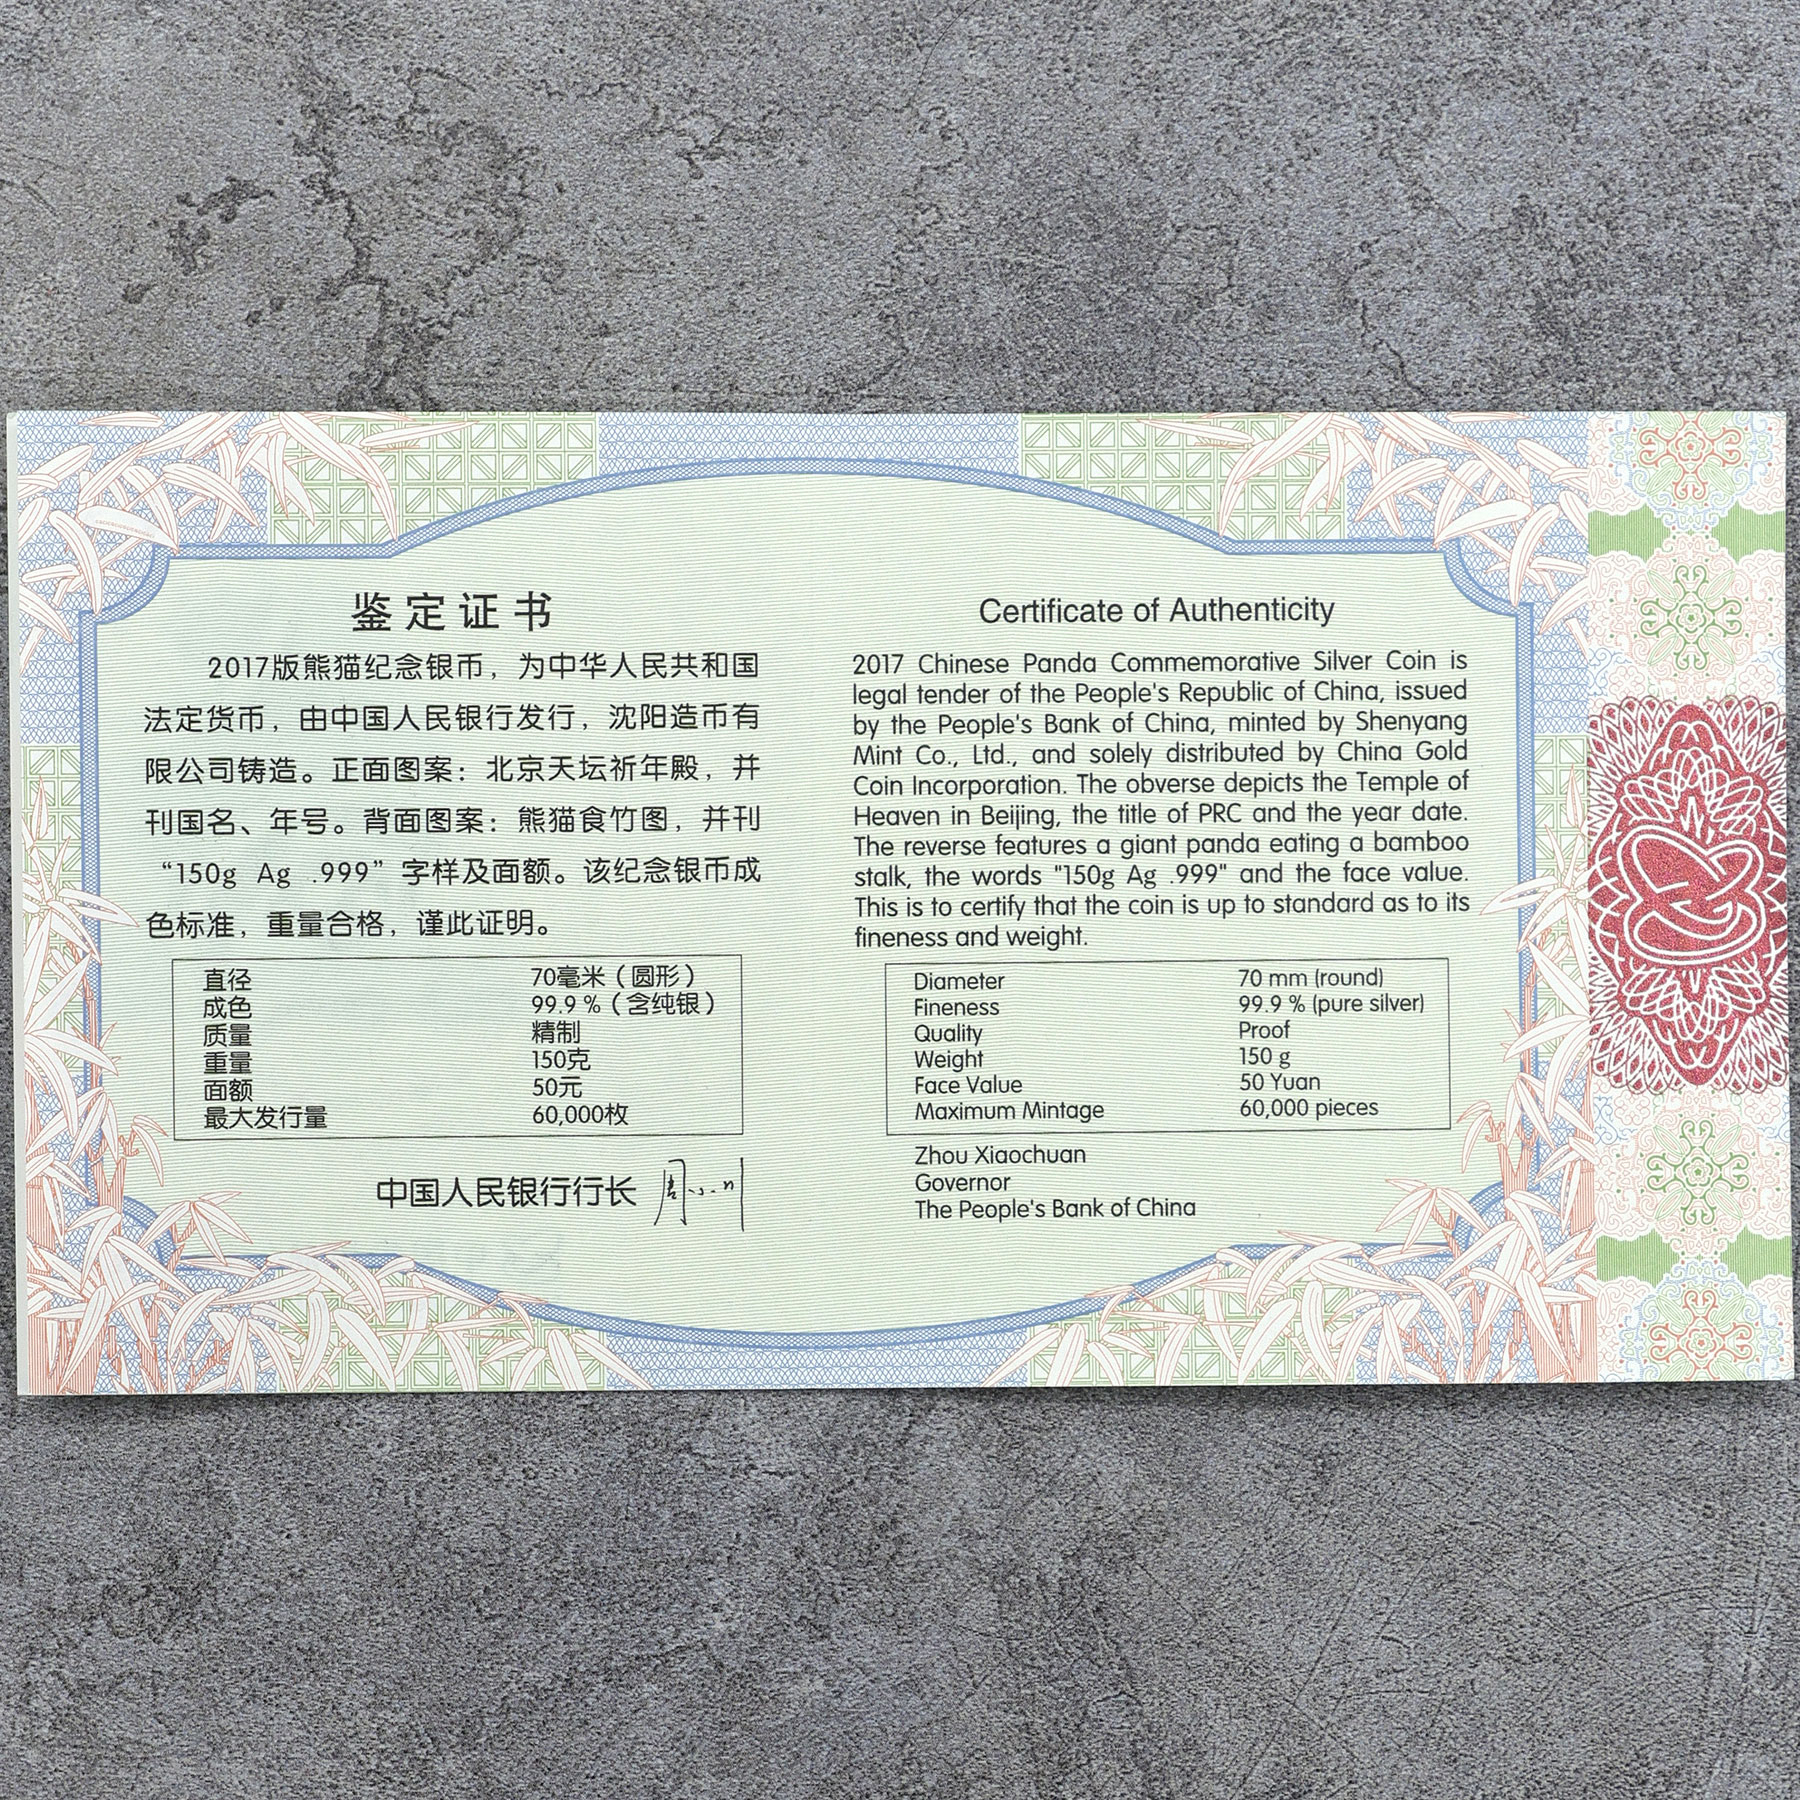 鉴定证书
2017版熊猫纪念银币，为中华人民共和国
法定货币，由中国人民银行发行，沈阳造币有
限公司铸造。正面图案：北京天坛祈年殿，并
刊国名、年号。背面图案：熊猫食竹图，并刊
“150g Ag .999”字样及面额。该纪念银币成
色标准，重量合格，谨此证明。
直径 70毫米（圆形）
成色 99.9 %（含纯银）
质量 精制
重量 150克
面额 50元
最大发行量 60,000枚
中国人民银行行长 周小川
Certificate of Authenticity
2017 Chinese Panda Commemorative Silver Coin is
legal tender of the People's Republic of China, issued
by the People's Bank of China, minted by Shenyang
Mint Co., Ltd., and solely distributed by China Gold
Coin Incorporation. The obverse depicts the Temple of
Heaven in Beijing, the title of PRC and the year date.
The reverse features a giant panda eating a bamboo
stalk, the words "150g Ag .999" and the face value.
This is to certify that the coin is up to standard as to its
fineness and weight.
Diameter 70 mm (round)
Fineness 99.9 % (pure silver)
Quality Proof
Weight 150 g
Face Value 50 Yuan
Maximum Mintage 60,000 pieces
Zhou Xiaochuan
Governor
The People's Bank of China